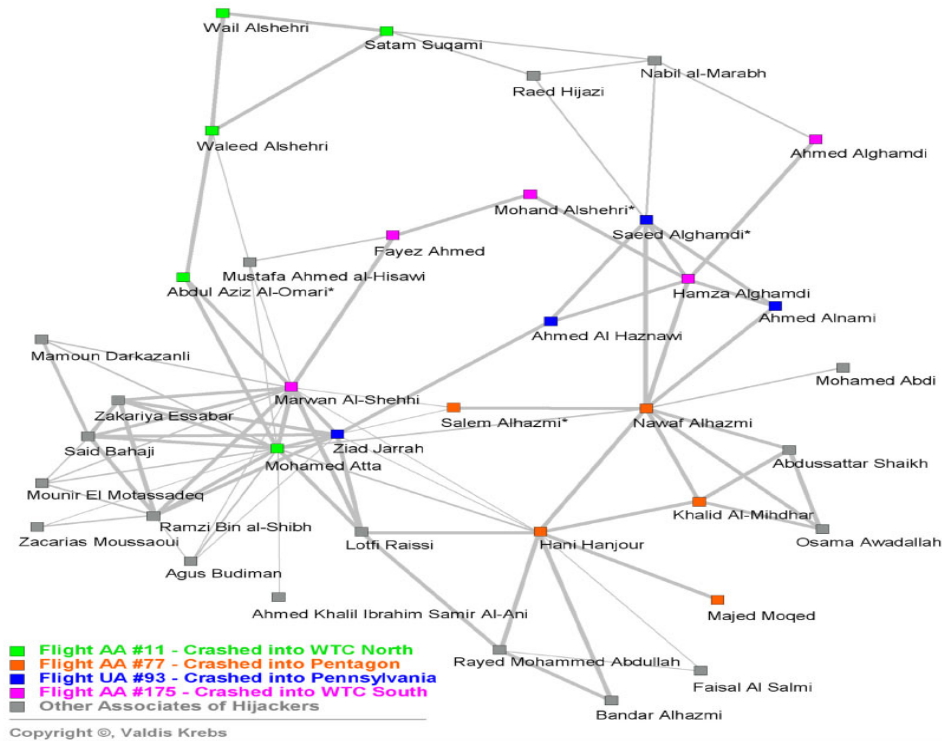 Wail Alshehri
Satam Suqami
Nabil al-Marabh
Raed Hijazi
Waleed Alshehri
Ahmed Alghamdi
Mohand Alshehri*
Saeed Alghamdi*
Fayez Ahmed
Mustafa Ahmed al-Hisawi
Abdul Aziz Al-Omari*
Hamza Alghamdi
Ahmed Alnami
Ahmed Al Haznawi
Mamoun Darkazanli
Mohamed Abdi
Marwan Al-Shehhi
Zakariya Essabar
Salem Alhazmi*
Nawaf Alhazmi
Said Bahaji
Ziad Jarrah
Mohamed Atta
Abdussattar Shaikh
Mounir El Motassadeq
Khalid Al-Mihdhar
Ramzi Bin al-Shibh
Zacarias Moussaoui
Lotfi Raissi
Hani Hanjour
Osama Awadallah
Agus Budiman
Ahmed Khalil Ibrahim Samir Al-Ani
Majed Moqed
Flight AA #11 - Crashed into WTC North
Flight AA #77 - Crashed into Pentagon
Flight UA #93 - Crashed into Pennsylvania
Flight AA #175 - Crashed into WTC South
Other Associates of Hijackers
Rayed Mohammed Abdullah
Faisal Al Salmi
Bandar Alhazmi
Copyright ©, Valdis Krebs